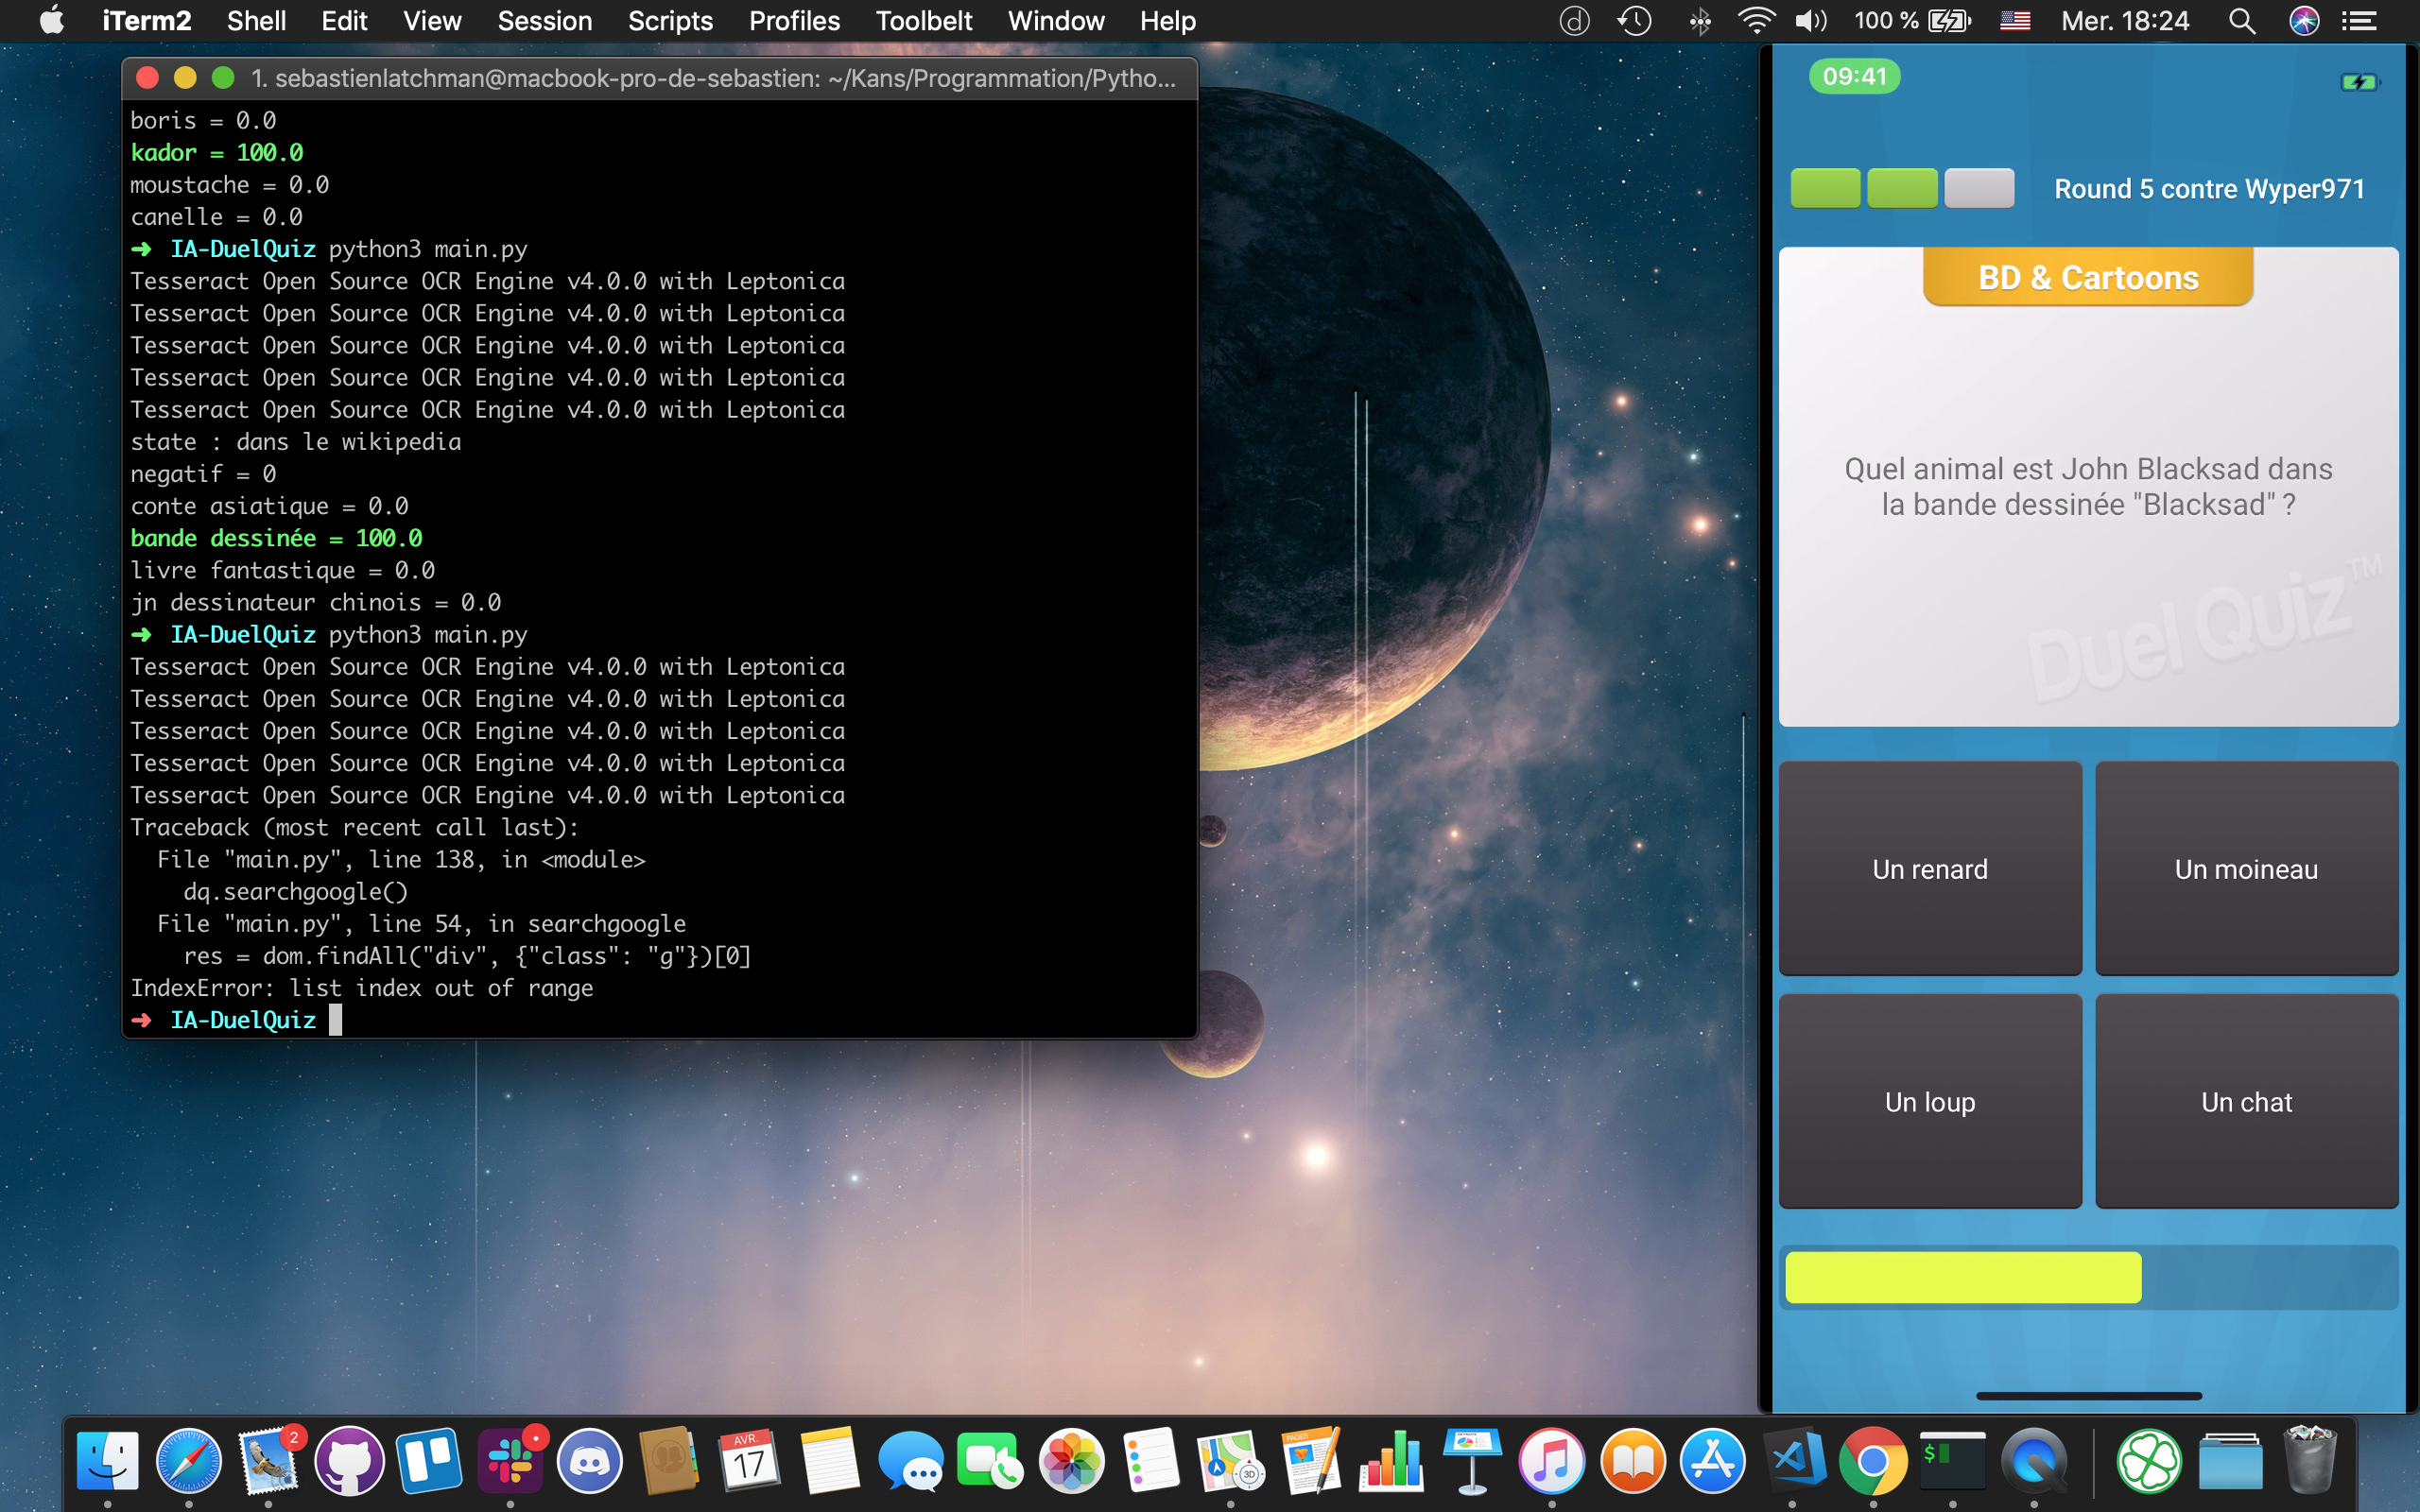 iTerm2 Shell Edit View Session Scripts Profiles Toolbelt Window Help
100 % Mer. 18:24
1. sebastienlatchman@macbook-pro-de-sebastien: ~/Kans/Programmation/Pytho...
boris = 0.0
kador = 100.0
moustache = 0.0
canelle = 0.0
➜ IA-DuelQuiz python3 main.py
Tesseract Open Source OCR Engine v4.0.0 with Leptonica
Tesseract Open Source OCR Engine v4.0.0 with Leptonica
Tesseract Open Source OCR Engine v4.0.0 with Leptonica
Tesseract Open Source OCR Engine v4.0.0 with Leptonica
Tesseract Open Source OCR Engine v4.0.0 with Leptonica
state : dans le wikipedia
negatif = 0
conte asiatique = 0.0
bande dessinée = 100.0
livre fantastique = 0.0
jn dessinateur chinois = 0.0
➜ IA-DuelQuiz python3 main.py
Tesseract Open Source OCR Engine v4.0.0 with Leptonica
Tesseract Open Source OCR Engine v4.0.0 with Leptonica
Tesseract Open Source OCR Engine v4.0.0 with Leptonica
Tesseract Open Source OCR Engine v4.0.0 with Leptonica
Tesseract Open Source OCR Engine v4.0.0 with Leptonica
Traceback (most recent call last):
File "main.py", line 138, in <module>
dq.searchgoogle()
File "main.py", line 54, in searchgoogle
res = dom.findAll("div", {"class": "g"})[0]
IndexError: list index out of range
➜ IA-DuelQuiz
09:41
Round 5 contre Wyper971
BD & Cartoons
Quel animal est John Blacksad dans
la bande dessinée "Blacksad" ?
Duel Quiz™
Un renard
Un moineau
Un loup
Un chat
2
AVR.
17
PAGES
3D
$